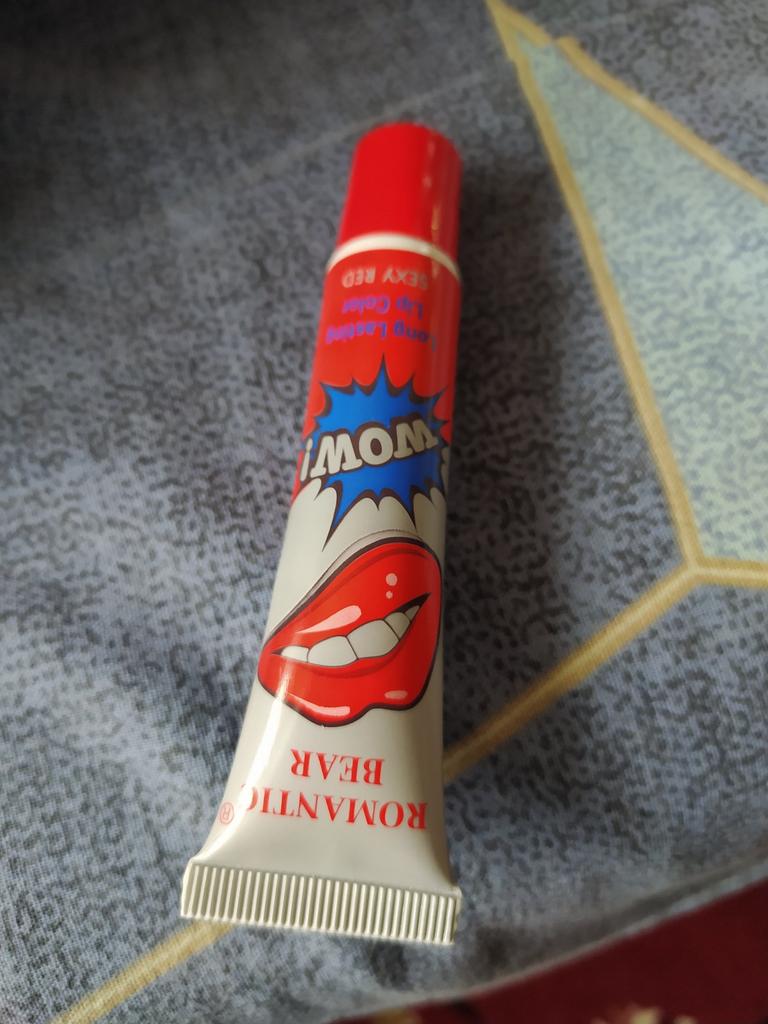 ROMANTIC®
BEAR
WOW!
Long Lasting
Lip Color
SEXY RED